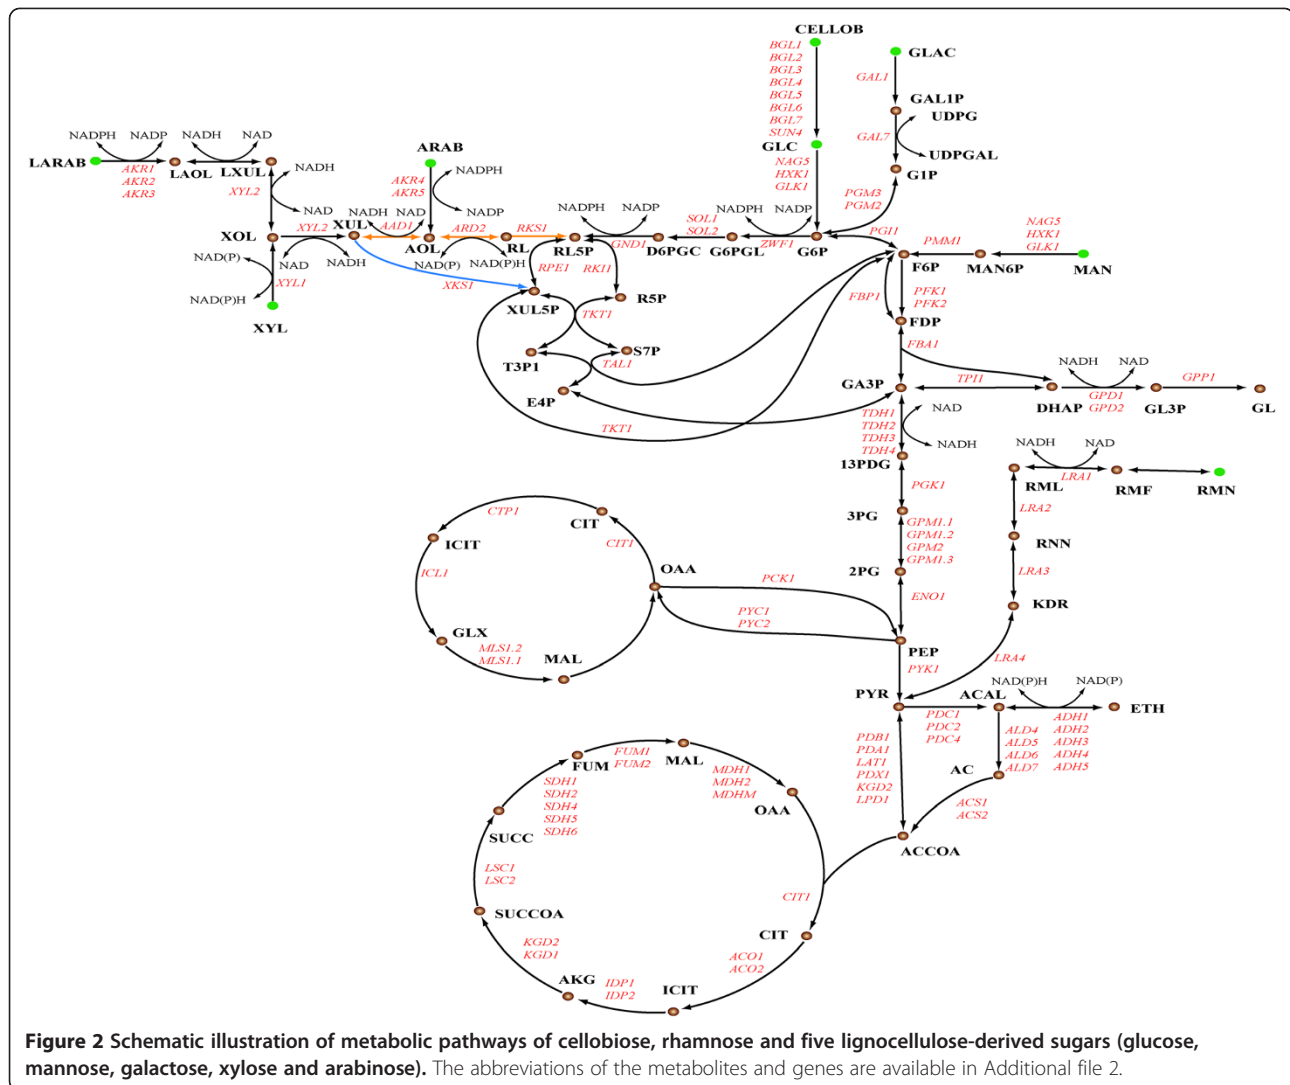 CELLOB
BGL1
BGL2
BGL3
BGL4
BGL5
BGL6
BGL7
SUN4
GLAC
GAL1
GAL1P
UDPG
GAL7
UDPGAL
G1P
GLC
NAG5
HXK1
GLK1
PGM3
PGM2
NADPH
NADP
NADH
NAD
LARAB
AKR1
AKR2
AKR3
LAOL
LXUL
XYL2
NADH
NAD
ARAB
AKR4
AKR5
NADPH
NADP
XOL
XYL2
NAD
NADH
XUL
NADH
NAD
AAD1
AOL
ARD2
NAD(P)
NAD(P)H
RL
RKS1
RL5P
NADPH
NADP
GND1
D6PGC
SOL1
SOL2
G6PGL
NADPH
NADP
ZWF1
G6P
PGI1
F6P
PMM1
MAN6P
NAG5
HXK1
GLK1
MAN
NAD(P)
NAD(P)H
XYL1
XYL
XKS1
RPE1
RKI1
XUL5P
R5P
TKT1
T3P1
S7P
TAL1
E4P
TKT1
FBP1
PFK1
PFK2
FDP
FBA1
GA3P
TPI1
DHAP
NADH
NAD
GPD1
GPD2
GL3P
GPP1
GL
TDH1
TDH2
TDH3
TDH4
NAD
NADH
13PDG
PGK1
3PG
GPM1.1
GPM1.2
GPM2
GPM1.3
2PG
ENO1
PEP
PYK1
NADH
NAD
RML
LRA1
RMF
RMN
LRA2
RNN
LRA3
KDR
LRA4
CTP1
CIT
ICIT
CIT1
ICL1
OAA
PCK1
PYC1
PYC2
GLX
MLS1.2
MLS1.1
MAL
PYR
PDC1
PDC2
PDC4
ACAL
NAD(P)H
NAD(P)
ETH
ADH1
ADH2
ADH3
ADH4
ADH5
ALD4
ALD5
ALD6
ALD7
AC
ACS1
ACS2
PDB1
PDA1
LAT1
PDX1
KGD2
LPD1
ACCOA
FUM
FUM1
FUM2
MAL
MDH1
MDH2
MDHM
OAA
SDH1
SDH2
SDH4
SDH5
SDH6
SUCC
LSC1
LSC2
SUCCOA
CIT1
CIT
KGD2
KGD1
ACO1
ACO2
AKG
IDP1
IDP2
ICIT
Figure 2 Schematic illustration of metabolic pathways of cellobiose, rhamnose and five lignocellulose-derived sugars (glucose,
mannose, galactose, xylose and arabinose). The abbreviations of the metabolites and genes are available in Additional file 2.